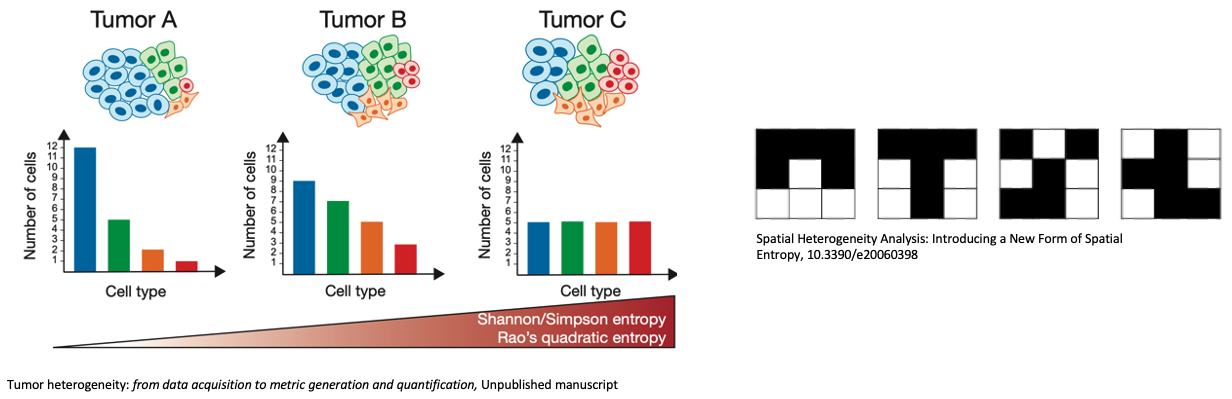 Tumor A
Tumor B
Tumor C
Number of cells
12
11
10
9
8
7
6
5
4
3
2
1
Cell type
Number of cells
12
11
10
9
8
7
6
5
4
3
2
1
Cell type
Number of cells
12
11
10
9
8
7
6
5
4
3
2
1
Cell type
Shannon/Simpson entropy
Rao's quadratic entropy
Tumor heterogeneity: from data acquisition to metric generation and quantification, Unpublished manuscript
Spatial Heterogeneity Analysis: Introducing a New Form of Spatial
Entropy, 10.3390/e20060398